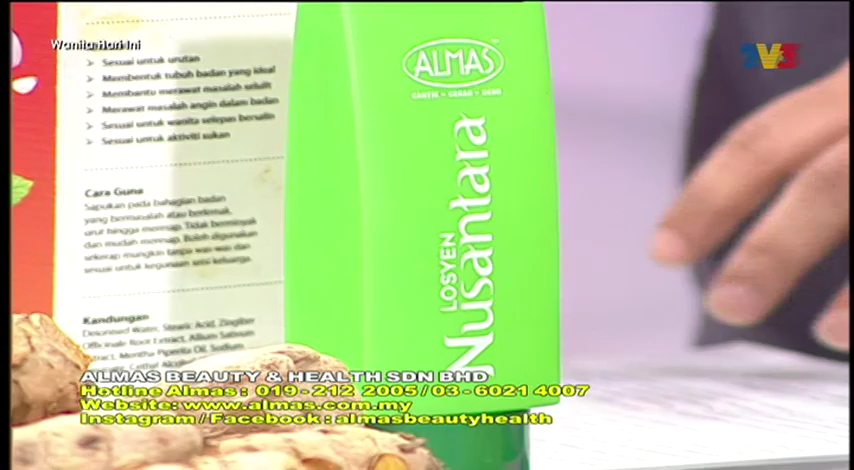 Wanita Hari Ini
TV3
Sesuai untuk urutan
Membentuk tubuh badan yang ideal
Membantu merawat masalah selulit
Merawat masalah angin dalam badan
Sesuai untuk wanita selepas bersalin
Sesuai untuk aktiviti sukan
Cara Guna
Sapukan pada bahagian badan
yang bermasalah atau berlemak,
urut hingga meresap. Tidak berminyak
dan mudah meresap. Boleh digunakan
sekerap mungkin tanpa was-was dan
sesuai untuk kegunaan seisi keluarga.
Kandungan
Deionised Water, Stearic Acid, Zingiber
Officinale Root Extract, Allium Sativum
Extract, Mentha Piperita Oil, Sodium
Cetyl Alcohol
ALMAS
CANTIK • CERAH • SEGAR
LOSYEN
Nusantara
ALMAS BEAUTY & HEALTH SDN BHD
Hotline Almas : 019 - 212 2005 / 03 - 6021 4007
Website: www.almas.com.my
Instagram / Facebook : almasbeautyhealth